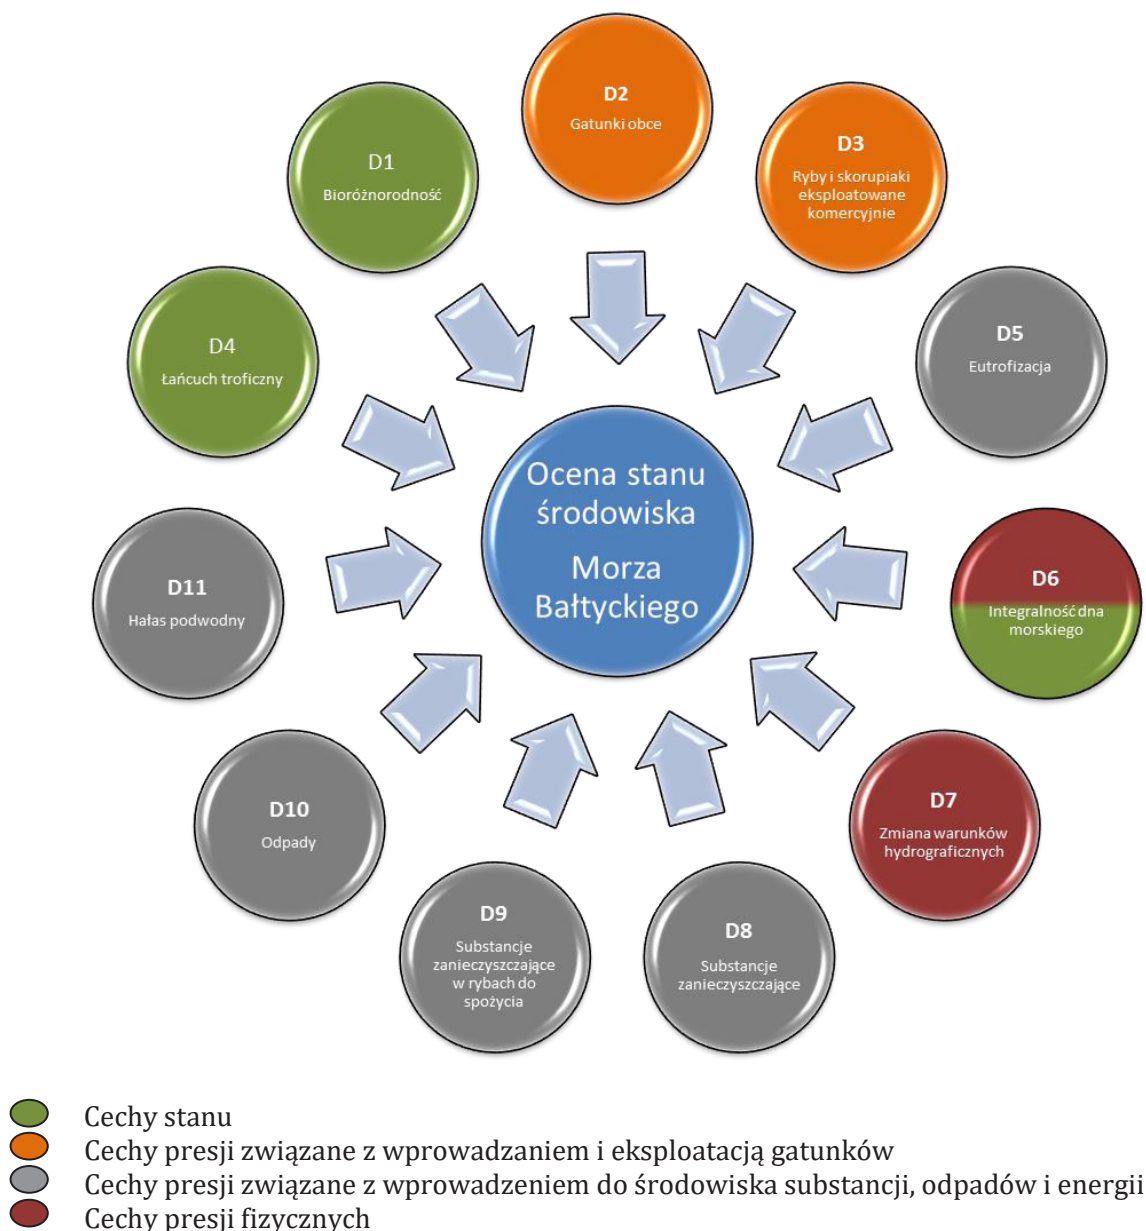 D2
Gatunki obce
D1
Bioróżnorodność
D3
Ryby i skorupiaki
eksploatowane
komercyjnie
D4
Łańcuch troficzny
D5
Eutrofizacja
Ocena stanu
środowiska
Morza
Bałtyckiego
D11
Hałas podwodny
D6
Integralność dna
morskiego
D10
Odpady
D7
Zmiana warunków
hydrograficznych
D9
Substancje
zanieczyszczające
w rybach do
spożycia
D8
Substancje
zanieczyszczające
Cechy stanu
Cechy presji związane z wprowadzaniem i eksploatacją gatunków
Cechy presji związane z wprowadzeniem do środowiska substancji, odpadów i energii
Cechy presji fizycznych